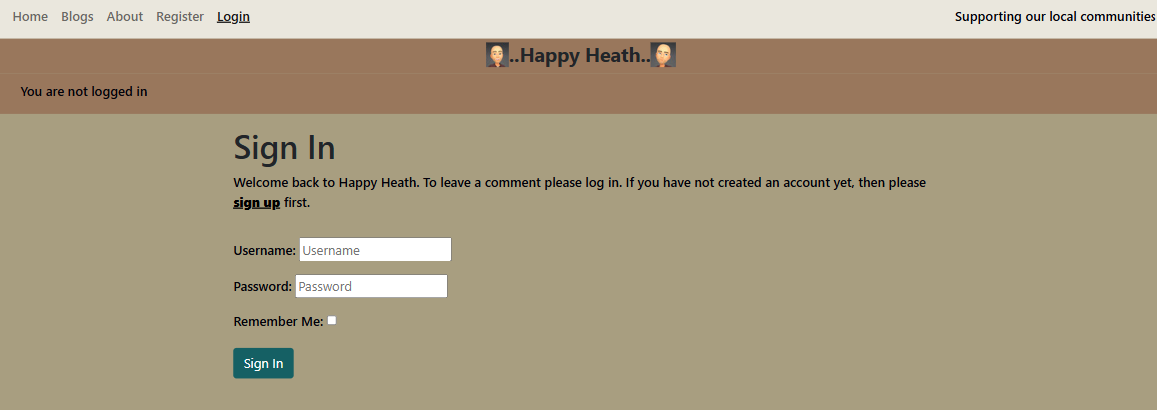 Home Blogs About Register Login Supporting our local communities
..Happy Heath..
You are not logged in
Sign In
Welcome back to Happy Heath. To leave a comment please log in. If you have not created an account yet, then please
sign up first.
Username: Username
Password: Password
Remember Me:
Sign In